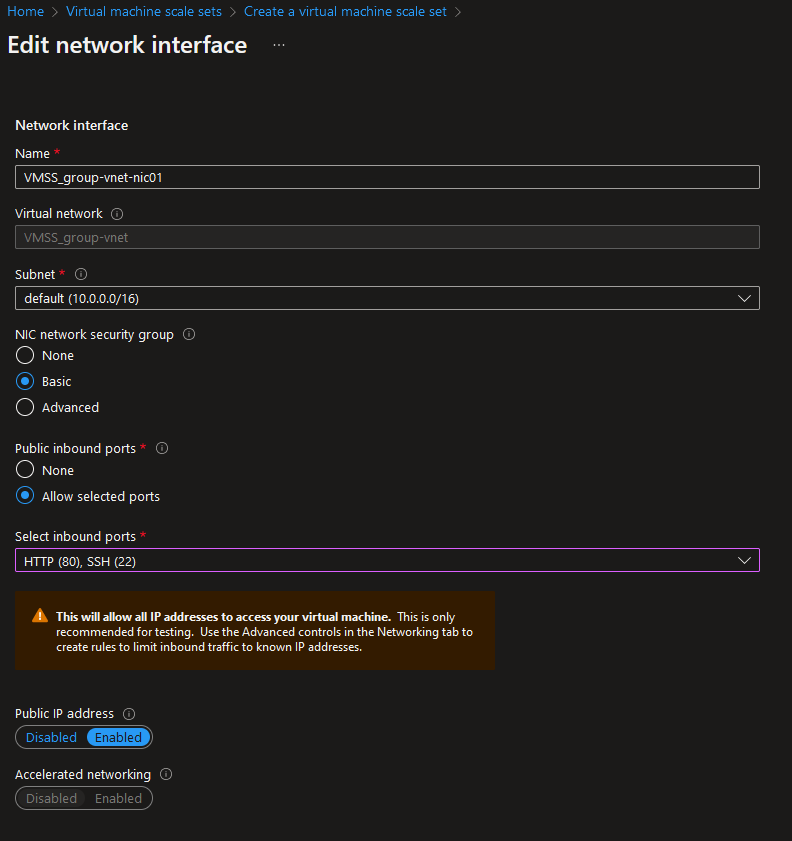 Home > Virtual machine scale sets > Create a virtual machine scale set >
Edit network interface ...
Network interface
Name *
VMSS_group-vnet-nic01
Virtual network
VMSS_group-vnet
Subnet *
default (10.0.0.0/16)
NIC network security group
None
Basic
Advanced
Public inbound ports *
None
Allow selected ports
Select inbound ports *
HTTP (80), SSH (22)
This will allow all IP addresses to access your virtual machine. This is only
recommended for testing. Use the Advanced controls in the Networking tab to
create rules to limit inbound traffic to known IP addresses.
Public IP address
Disabled Enabled
Accelerated networking
Disabled Enabled